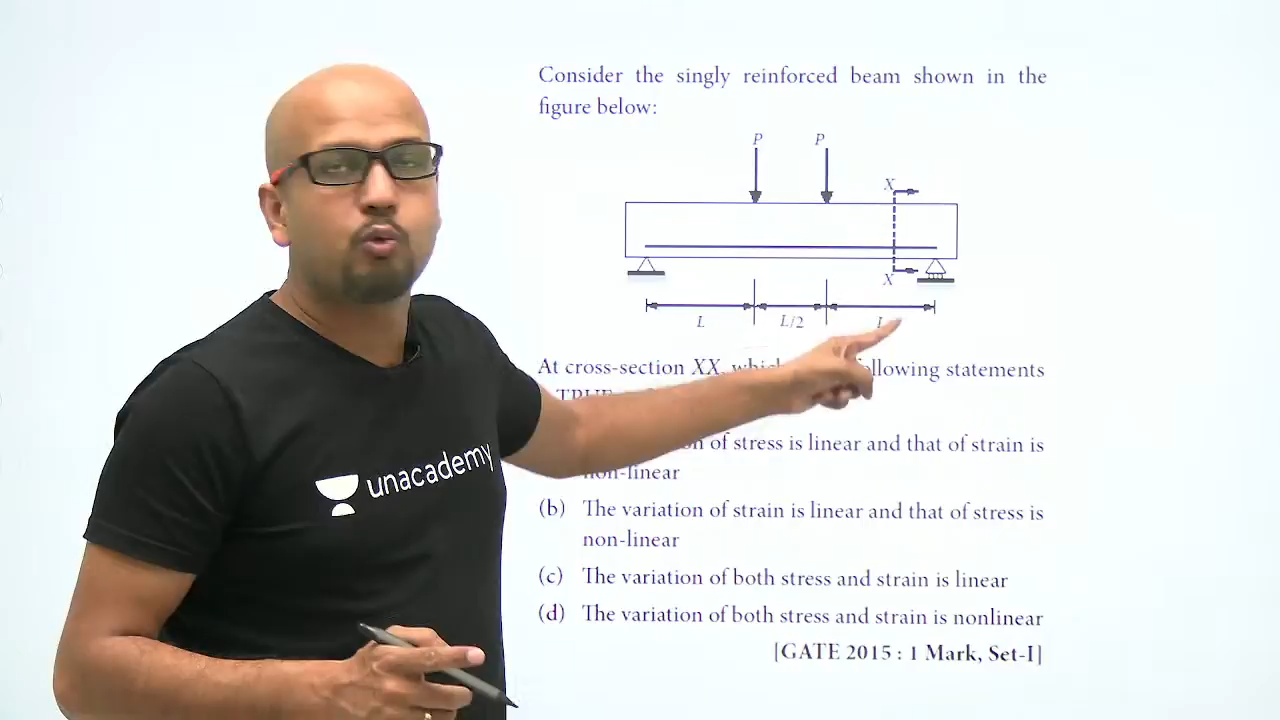 Consider the singly reinforced beam shown in the
figure below:
P P
X
X
L L/2 L
At cross-section XX, which following statements
TRUE
of stress is linear and that of strain is
non-linear
(b) The variation of strain is linear and that of stress is
non-linear
(c) The variation of both stress and strain is linear
(d) The variation of both stress and strain is nonlinear
[GATE 2015 : 1 Mark, Set-I]
unacademy